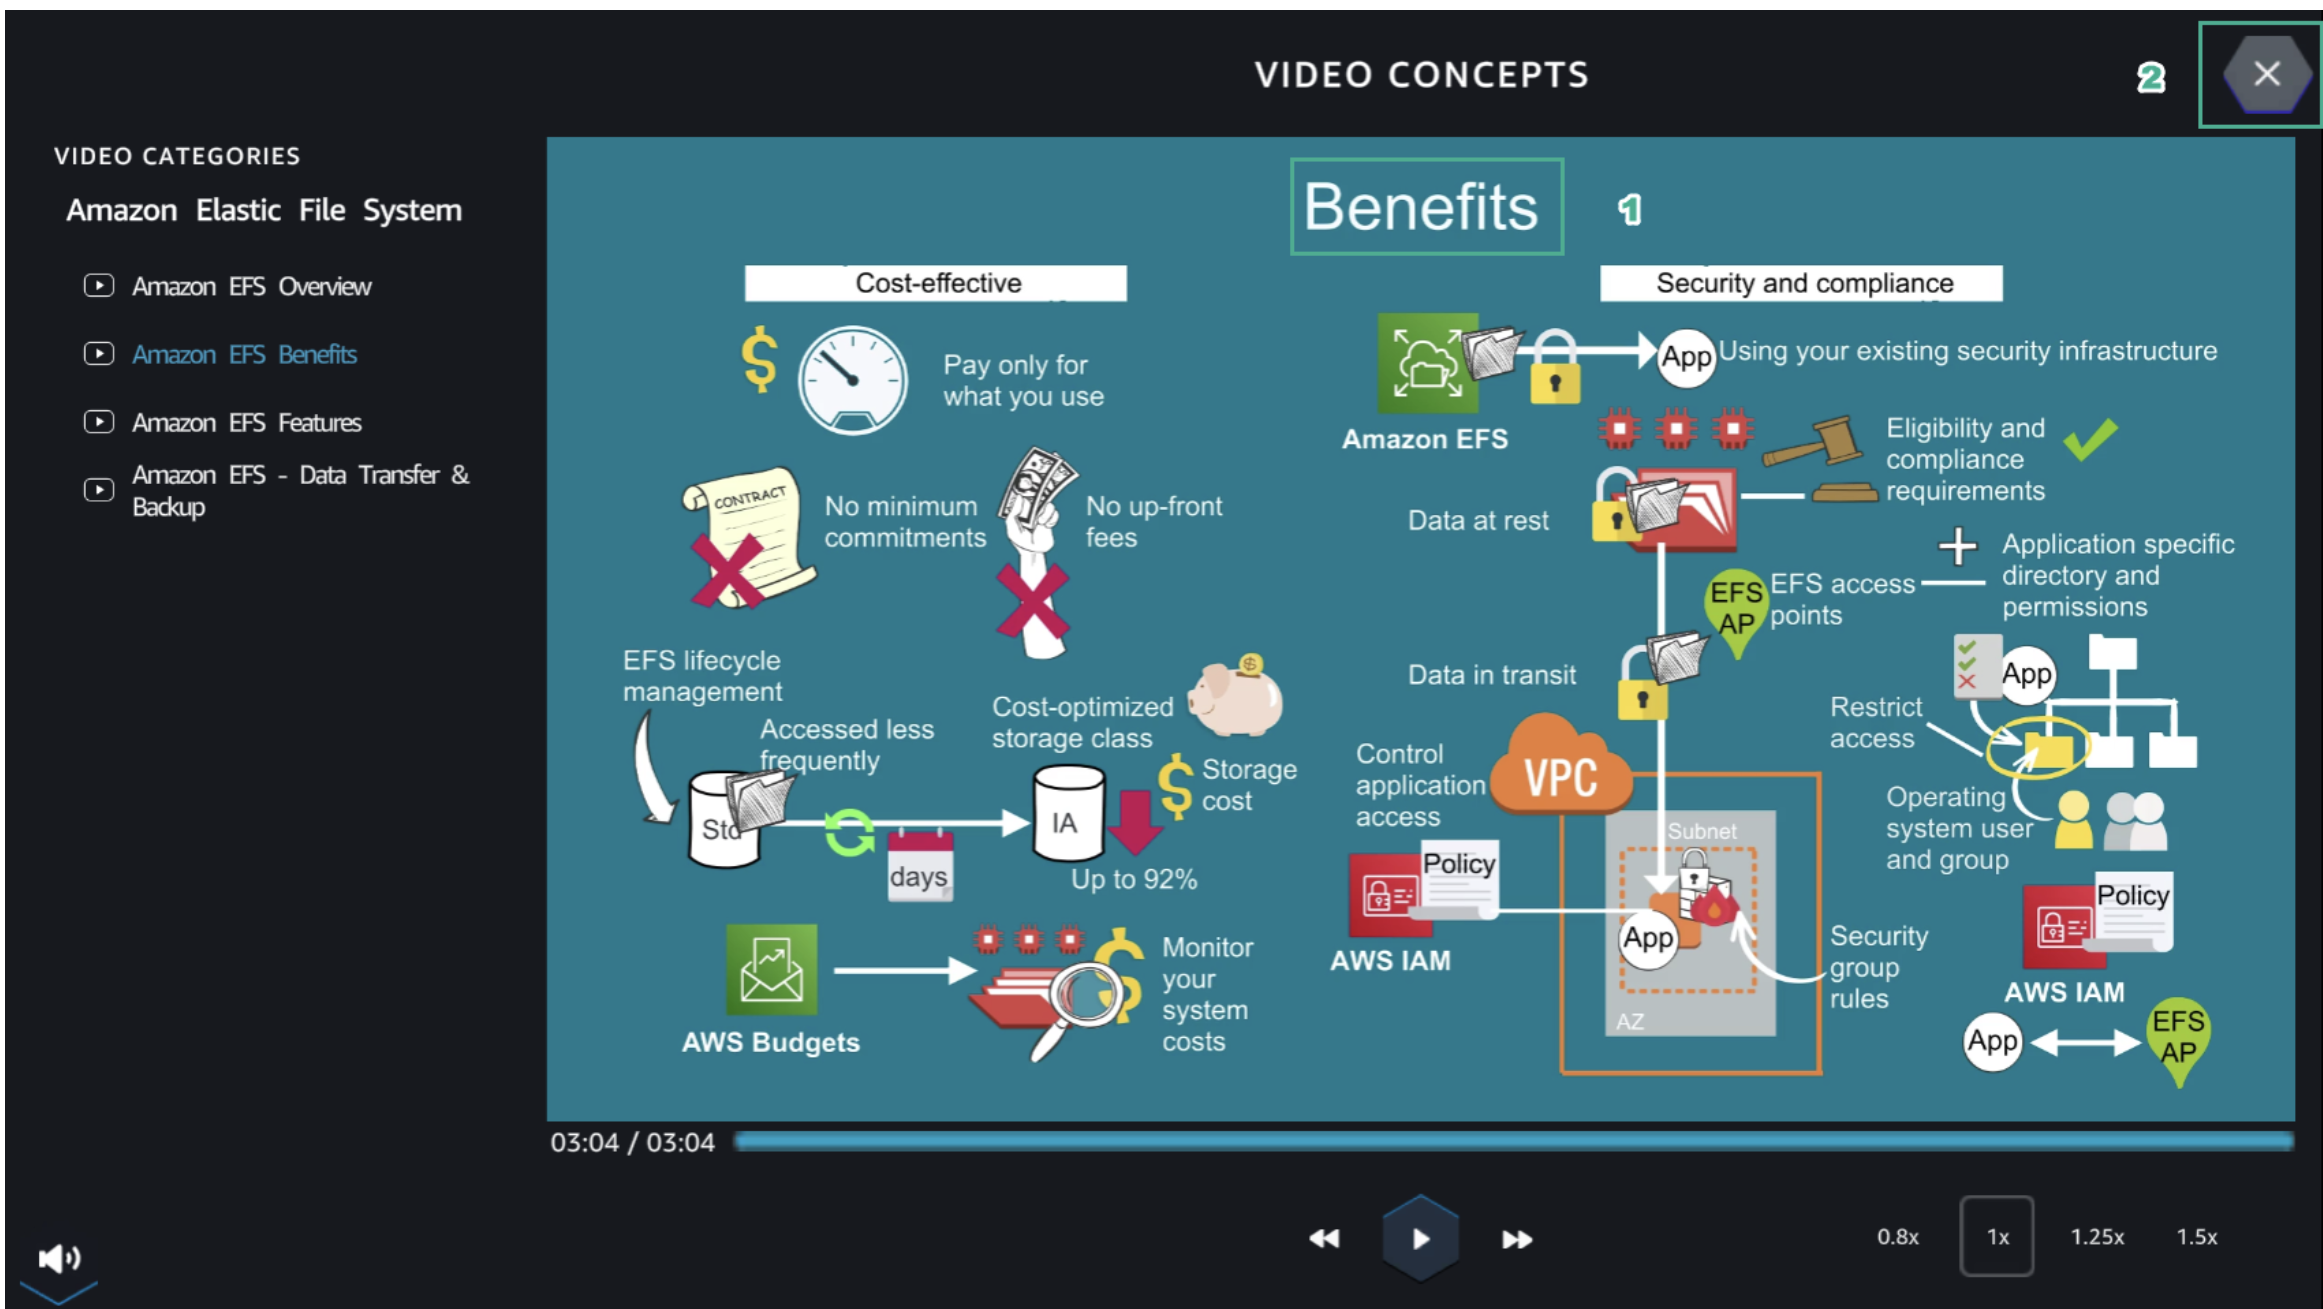 VIDEO CONCEPTS
2
VIDEO CATEGORIES
Amazon Elastic File System
Amazon EFS Overview
Amazon EFS Benefits
Amazon EFS Features
Amazon EFS - Data Transfer &
Backup
Benefits
1
Cost-effective
Pay only for
what you use
CONTRACT
No minimum
commitments
No up-front
fees
EFS lifecycle
management
Accessed less
frequently
Cost-optimized
storage class
Storage
cost
Std
IA
days
Up to 92%
AWS Budgets
Monitor
your
system
costs
Security and compliance
App
Using your existing security infrastructure
Amazon EFS
Eligibility and
compliance
requirements
Data at rest
Application specific
directory and
permissions
EFS
AP
EFS access
points
Data in transit
App
Restrict
access
Control
application
access
VPC
Operating
system user
and group
Subnet
Policy
AWS IAM
App
AZ
Security
group
rules
Policy
AWS IAM
App
EFS
AP
03:04 / 03:04
0.8x
1x
1.25x
1.5x